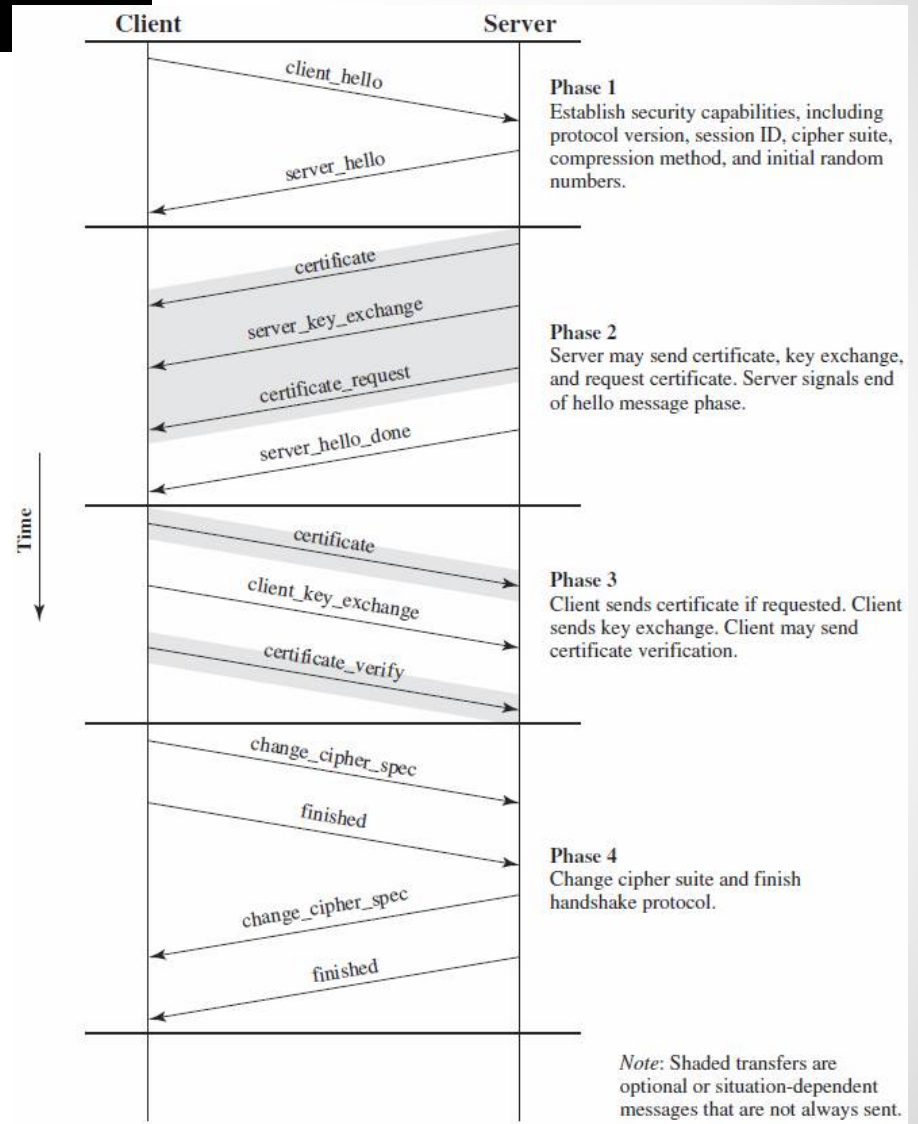 Client
Server
client_hello
server_hello
Phase 1
Establish security capabilities, including
protocol version, session ID, cipher suite,
compression method, and initial random
numbers.
certificate
server_key_exchange
certificate_request
server_hello_done
Phase 2
Server may send certificate, key exchange,
and request certificate. Server signals end
of hello message phase.
Time
certificate
client_key_exchange
certificate_verify
Phase 3
Client sends certificate if requested. Client
sends key exchange. Client may send
certificate verification.
change_cipher_spec
finished
change_cipher_spec
finished
Phase 4
Change cipher suite and finish
handshake protocol.
Note: Shaded transfers are
optional or situation-dependent
messages that are not always sent.